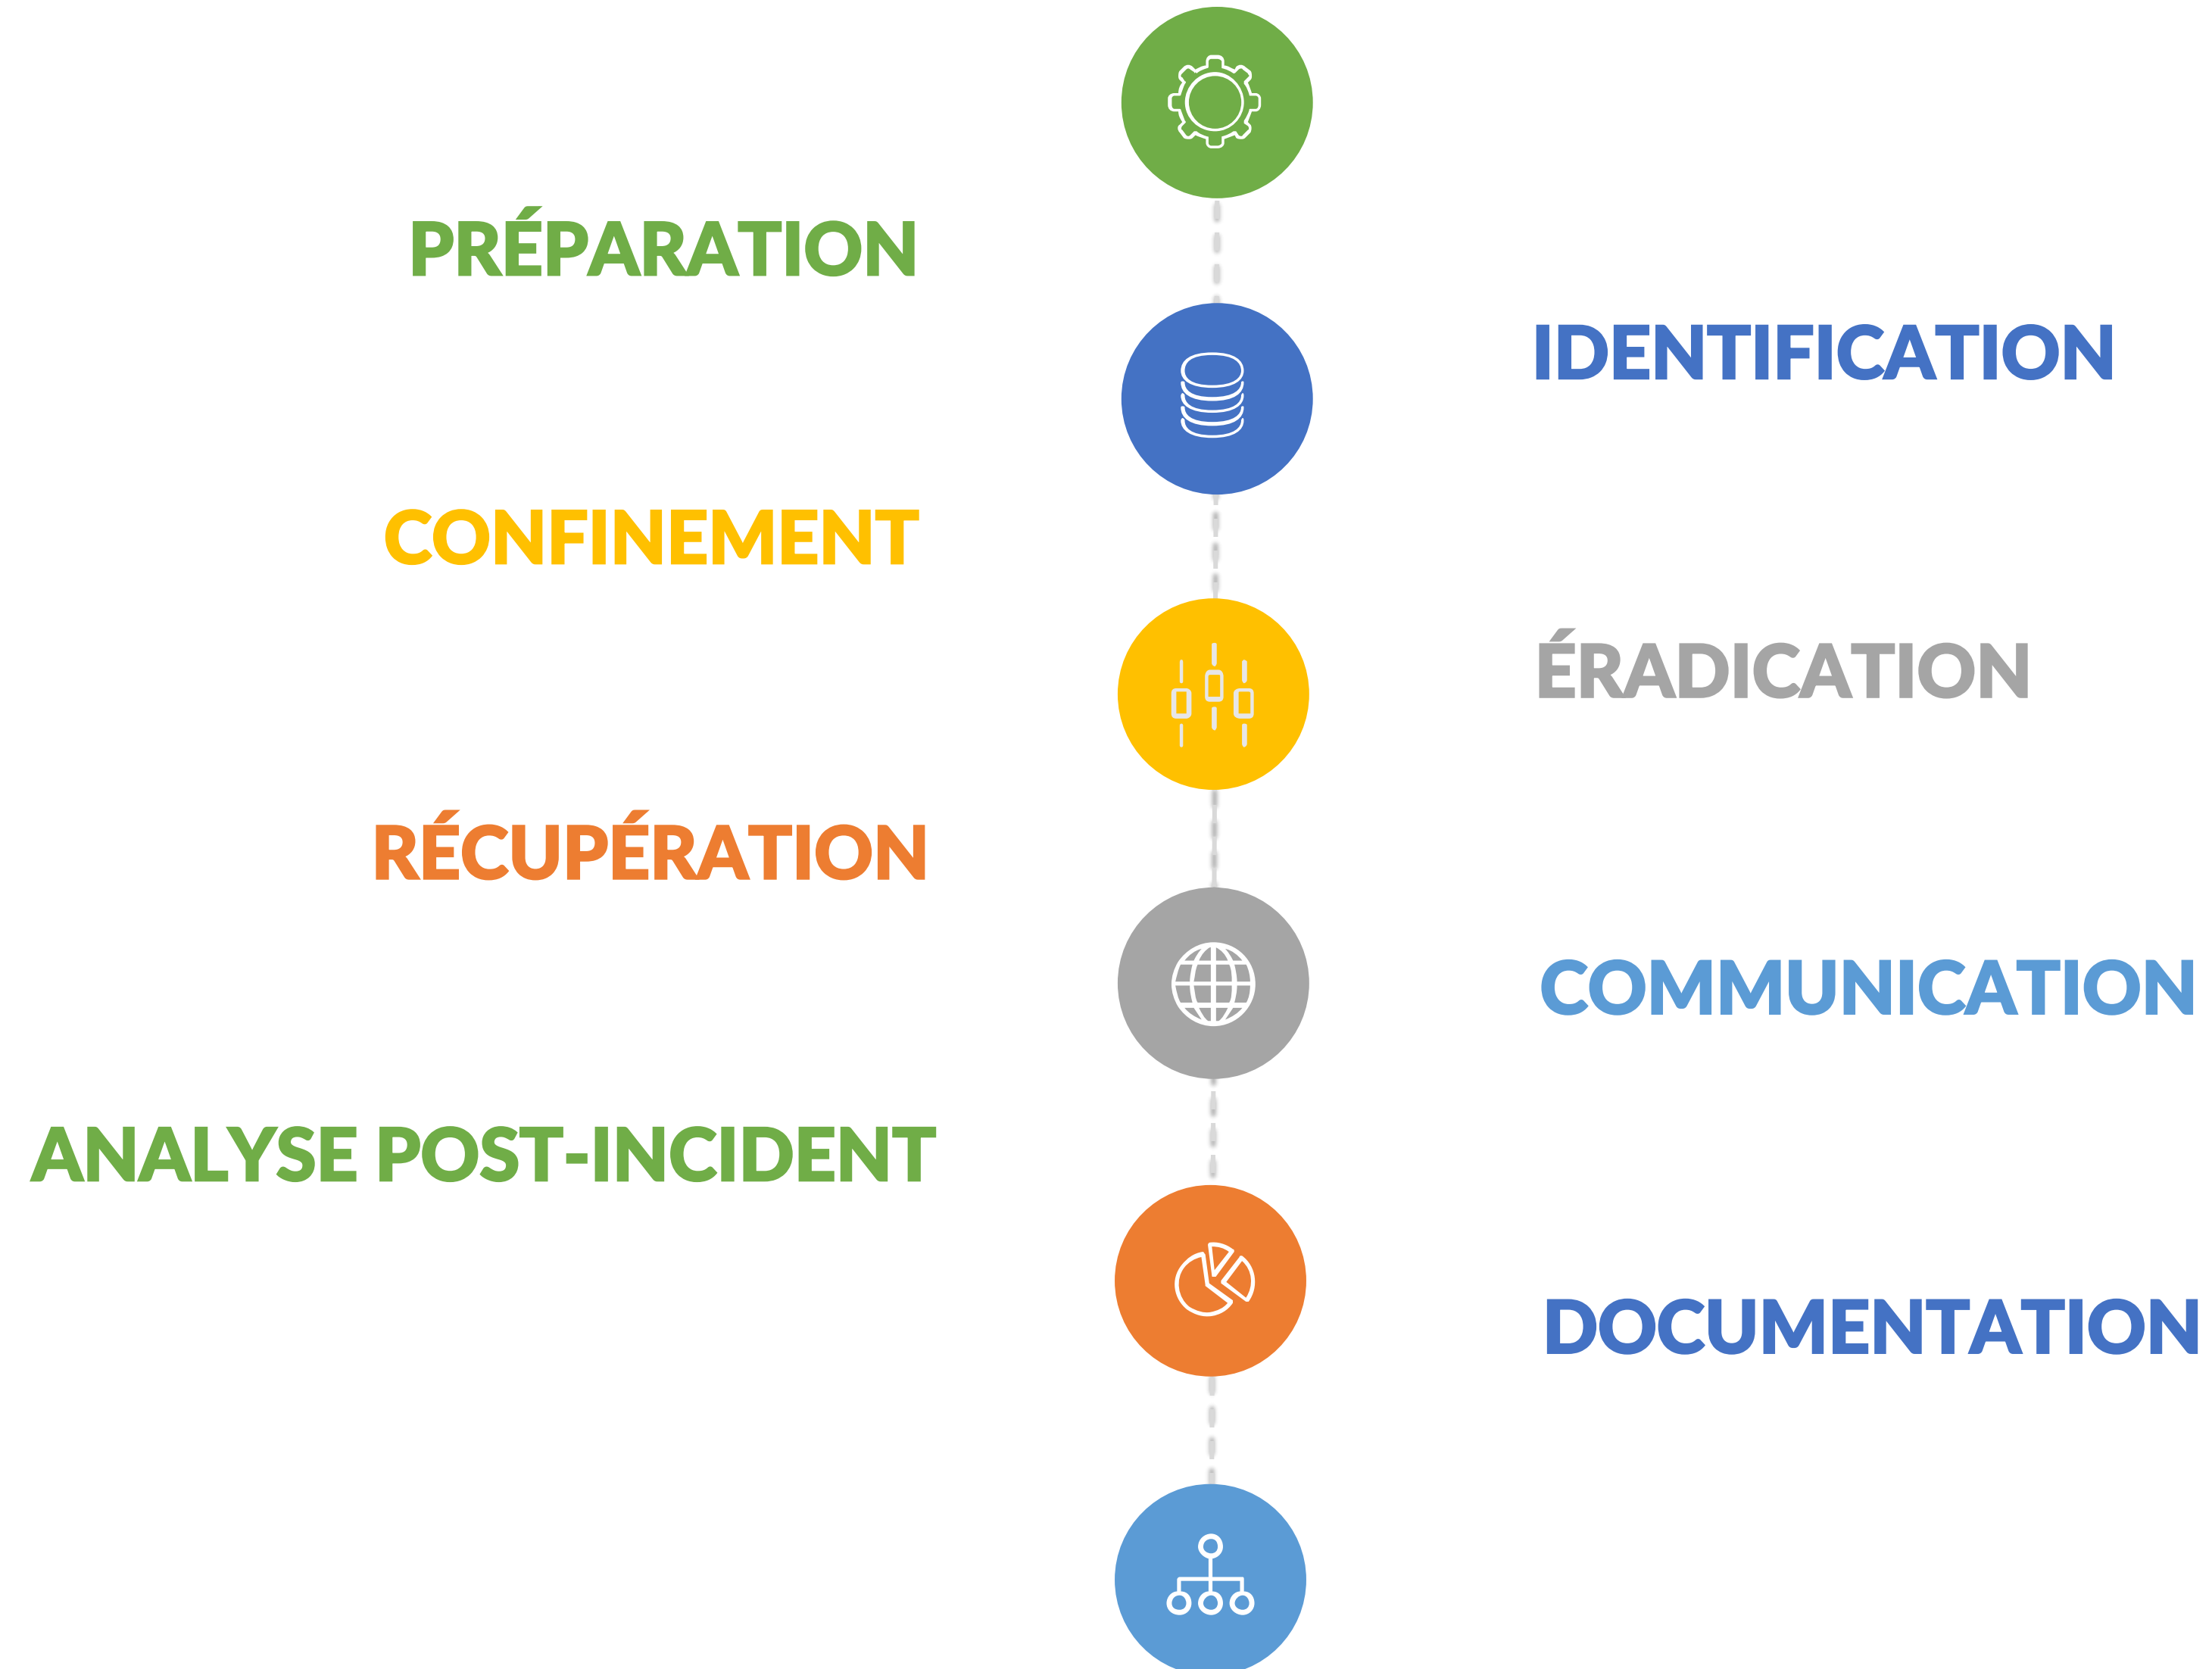 PRÉPARATION
IDENTIFICATION
CONFINEMENT
ÉRADICATION
RÉCUPÉRATION
COMMUNICATION
ANALYSE POST-INCIDENT
DOCUMENTATION